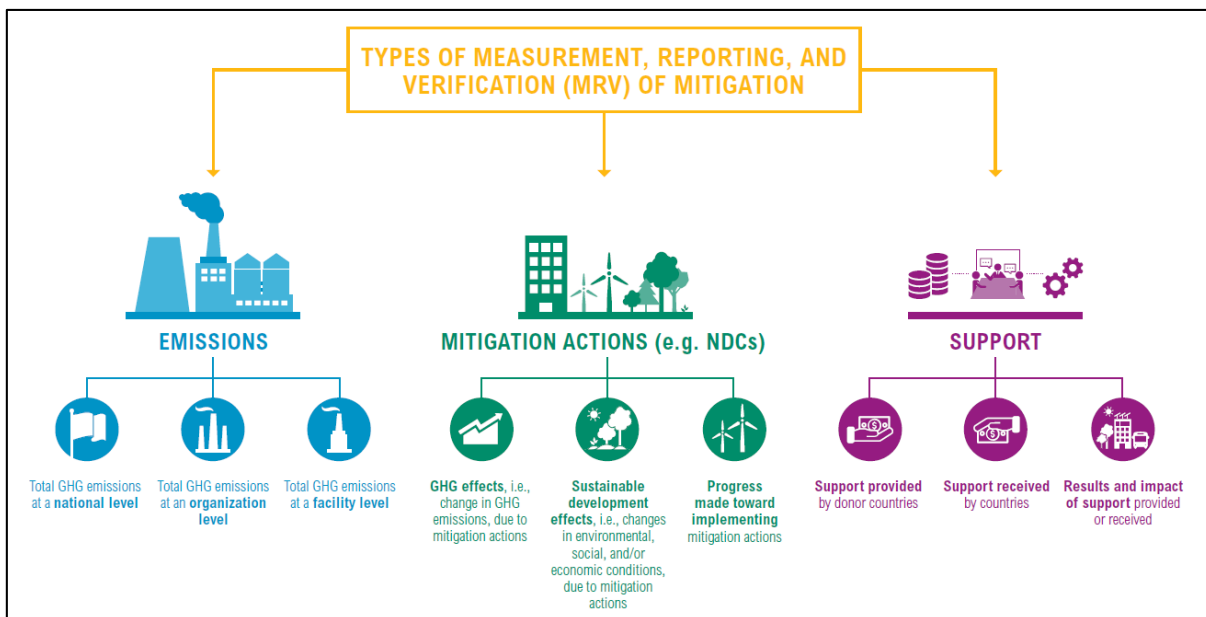 TYPES OF MEASUREMENT, REPORTING, AND
VERIFICATION (MRV) OF MITIGATION
EMISSIONS
Total GHG emissions
at a national level
Total GHG emissions
at an organization
level
Total GHG emissions
at a facility level
MITIGATION ACTIONS (e.g. NDCs)
GHG effects, i.e.,
change in GHG
emissions, due to
mitigation actions
Sustainable
development
effects, i.e., changes
in environmental,
social, and/or
economic conditions,
due to mitigation
actions
Progress
made toward
implementing
mitigation actions
SUPPORT
Support provided
by donor countries
Support received
by countries
Results and impact
of support provided
or received